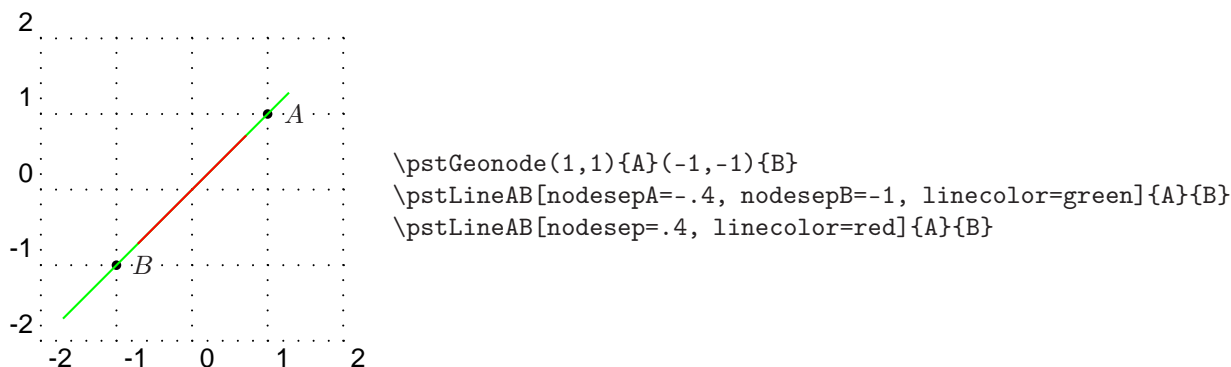 2
1
A
0
-1
B
-2
-2 -1 0 1 2
\pstGeonode(1,1){A}(-1,-1){B}
\pstLineAB[nodesepA=-.4, nodesepB=-1, linecolor=green]{A}{B}
\pstLineAB[nodesep=.4, linecolor=red]{A}{B}